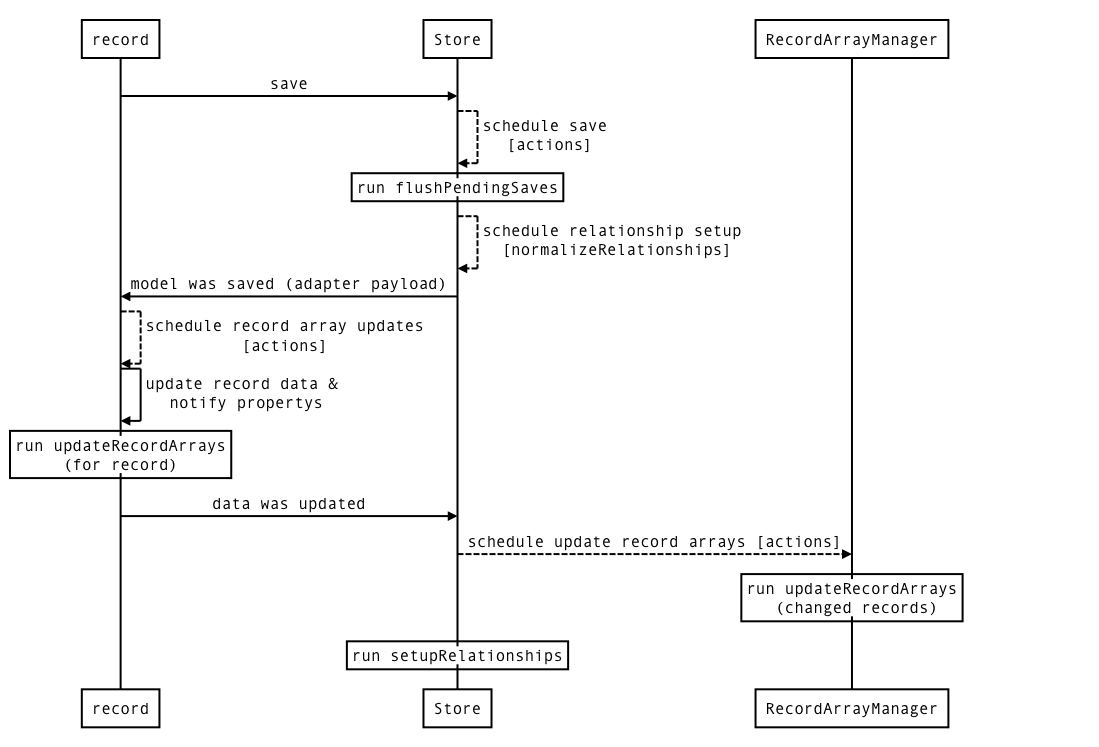 record
Store
RecordArrayManager
save
schedule save
[actions]
run flushPendingSaves
schedule relationship setup
[normalizeRelationships]
model was saved (adapter payload)
schedule record array updates
[actions]
update record data &
notify propertys
run updateRecordArrays
(for record)
data was updated
schedule update record arrays [actions]
run updateRecordArrays
(changed records)
run setupRelationships
record
Store
RecordArrayManager